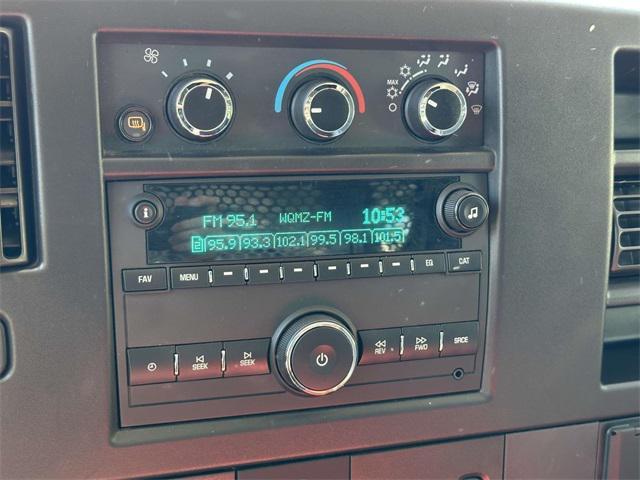 MAX
FM 95.1 WQMZ-FM 10:53
95.9 93.3 102.1 99.5 98.1 101.5
FAV MENU EQ CAT
SEEK SEEK REV FWD SRCE